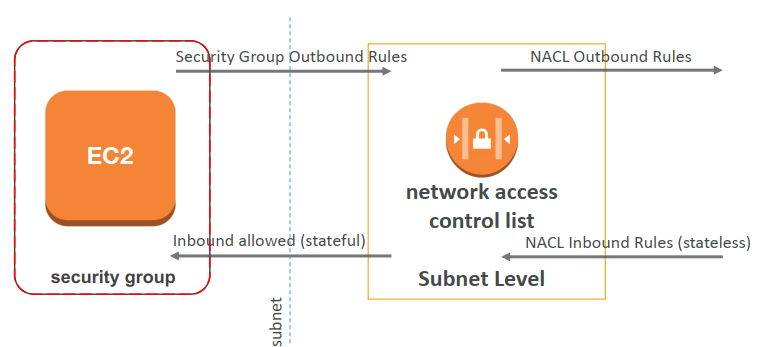 Security Group Outbound Rules
NACL Outbound Rules
EC2
network access
control list
Inbound allowed (stateful)
NACL Inbound Rules (stateless)
security group
Subnet Level
subnet